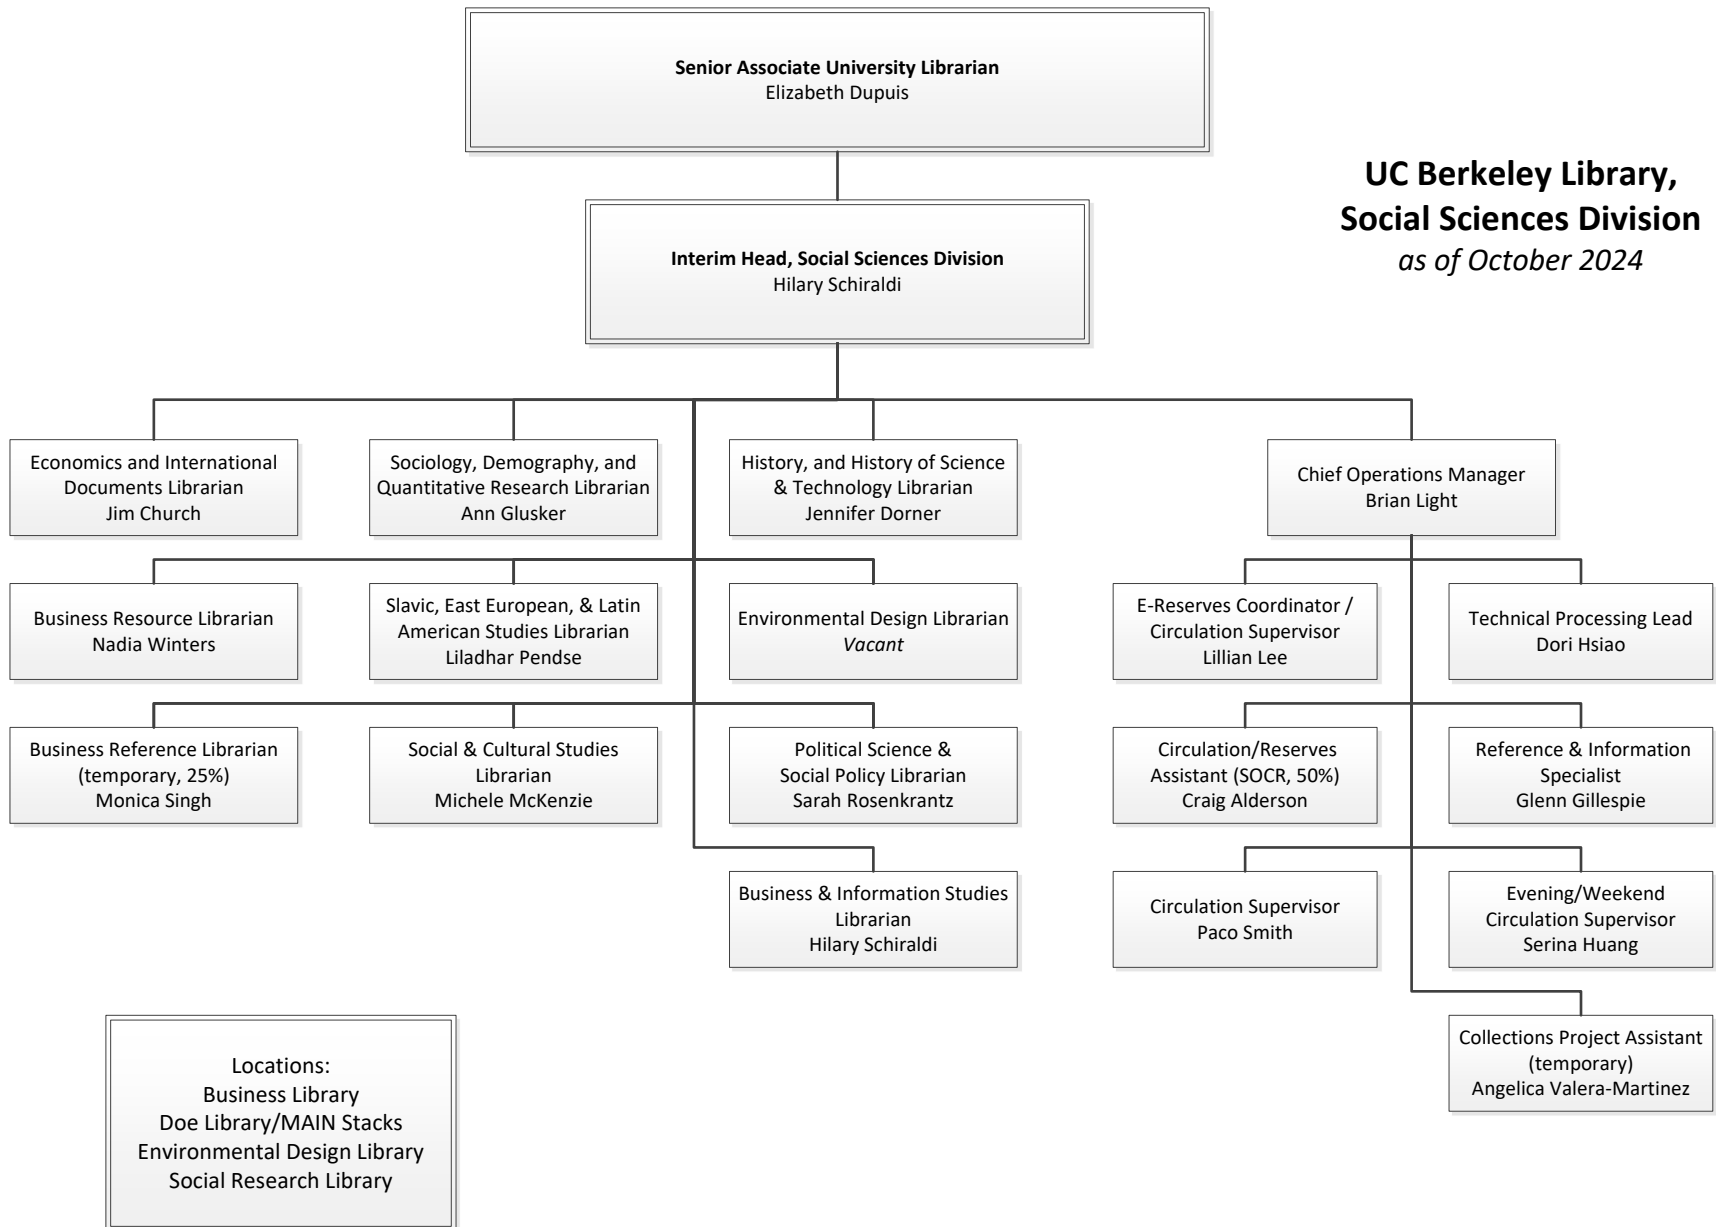 Senior Associate University Librarian
Elizabeth Dupuis
UC Berkeley Library,
Social Sciences Division
as of October 2024
Interim Head, Social Sciences Division
Hilary Schiraldi
Economics and International
Documents Librarian
Jim Church
Sociology, Demography, and
Quantitative Research Librarian
Ann Glusker
History, and History of Science
& Technology Librarian
Jennifer Dorner
Chief Operations Manager
Brian Light
Business Resource Librarian
Nadia Winters
Slavic, East European, & Latin
American Studies Librarian
Liladhar Pendse
Environmental Design Librarian
Vacant
E-Reserves Coordinator /
Circulation Supervisor
Lillian Lee
Technical Processing Lead
Dori Hsiao
Business Reference Librarian
(temporary, 25%)
Monica Singh
Social & Cultural Studies
Librarian
Michele McKenzie
Political Science &
Social Policy Librarian
Sarah Rosenkrantz
Circulation/Reserves
Assistant (SOCR, 50%)
Craig Alderson
Reference & Information
Specialist
Glenn Gillespie
Business & Information Studies
Librarian
Hilary Schiraldi
Circulation Supervisor
Paco Smith
Evening/Weekend
Circulation Supervisor
Serina Huang
Collections Project Assistant
(temporary)
Angelica Valera-Martinez
Locations:
Business Library
Doe Library/MAIN Stacks
Environmental Design Library
Social Research Library